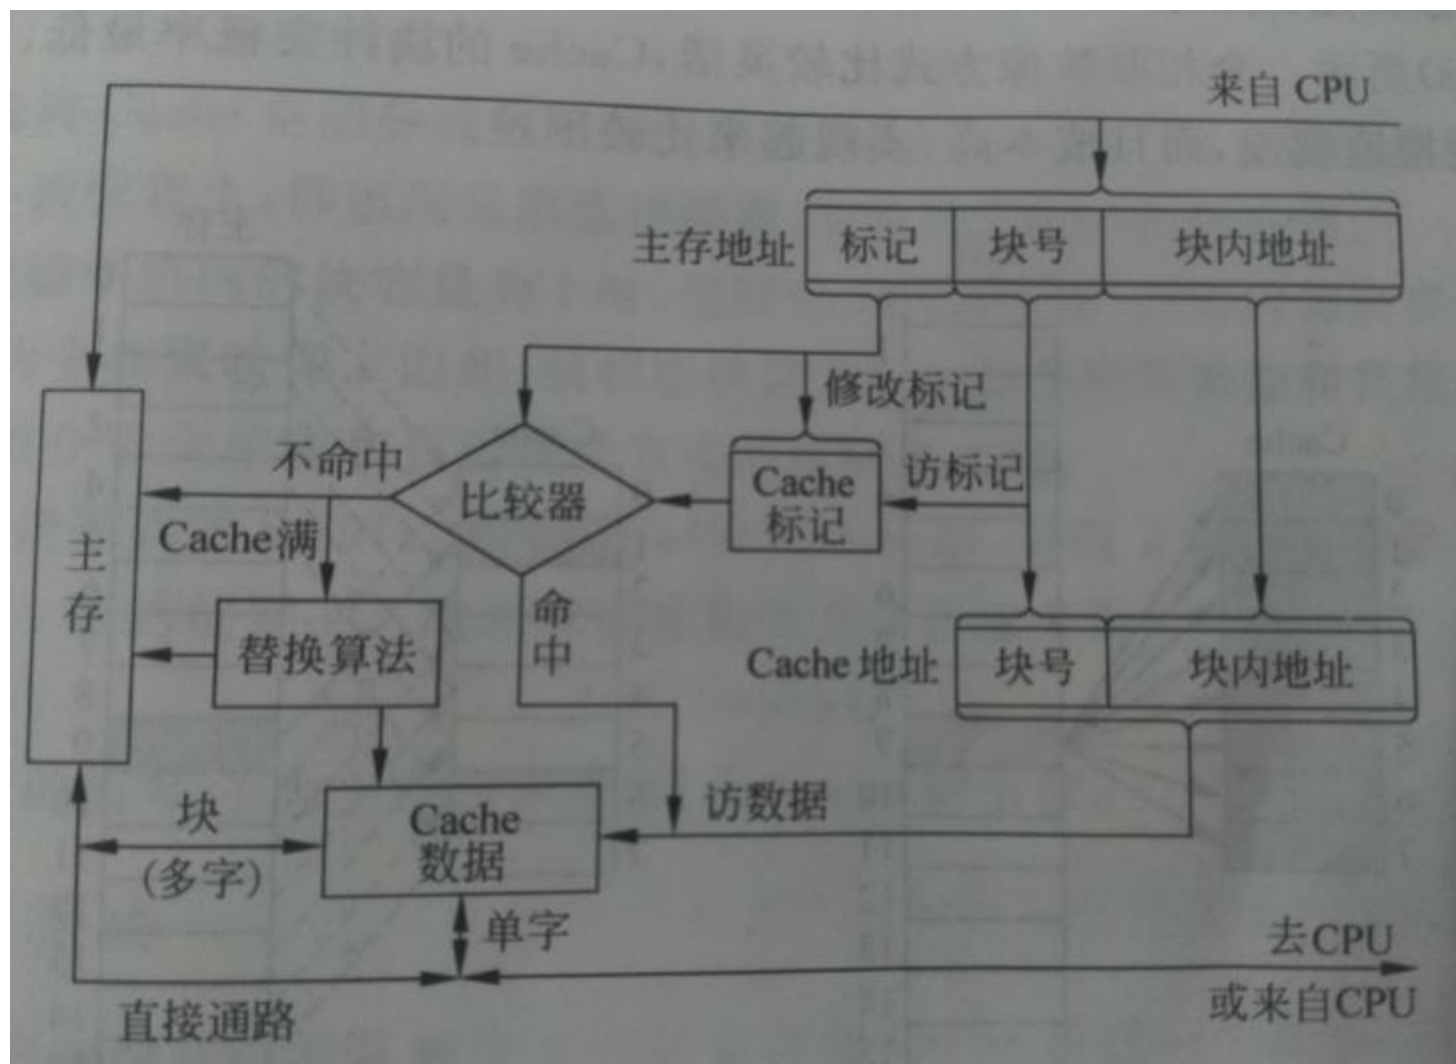 来自 CPU
主存地址
标记
块号
块内地址
修改标记
不命中
比较器
Cache
标记
访标记
Cache满
主
存
替换算法
命
中
Cache 地址
块号
块内地址
块
(多字)
Cache
数据
访数据
单字
去CPU
或来自CPU
直接通路